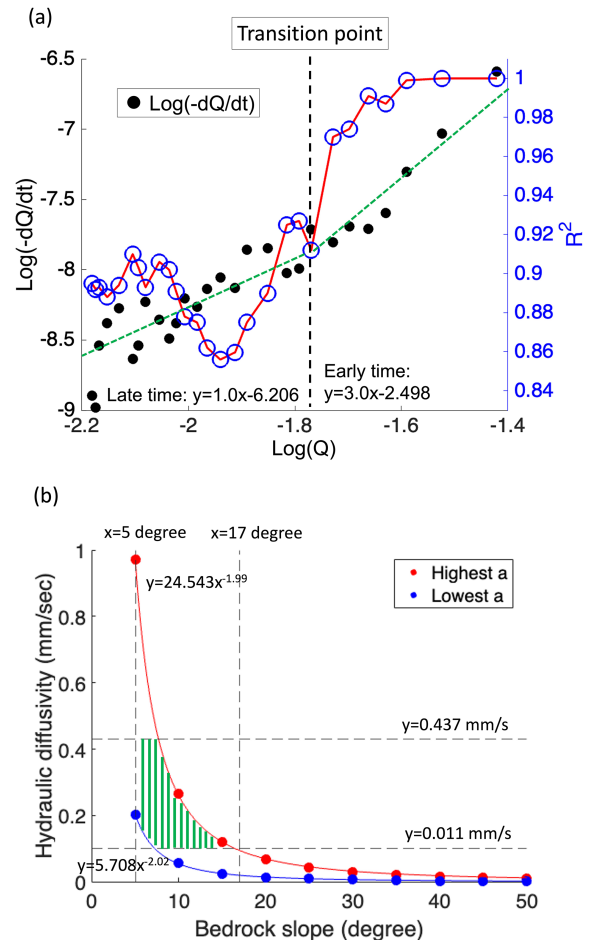 (a)
Transition point
-6.5
-7
-7.5
-8
-8.5
-9
Log(-dQ/dt)
Log(-dQ/dt)
1
0.98
0.96
0.94
0.92
0.9
0.88
0.86
0.84
R2
Late time: y=1.0x-6.206
Early time:
y=3.0x-2.498
-2.2
-2
-1.8
-1.6
-1.4
Log(Q)
(b)
x=5 degree
x=17 degree
1
0.8
0.6
0.4
0.2
0
Hydraulic diffusivity (mm/sec)
y=24.543x-1.99
Highest a
Lowest a
y=0.437 mm/s
y=0.011 mm/s
y=5.708x-2.02
0
10
20
30
40
50
Bedrock slope (degree)